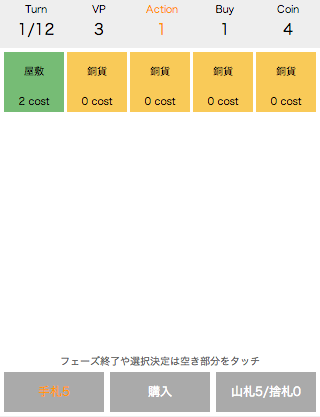 Turn VP Action Buy Coin
1/12 3 1 1 4
屋敷 銅貨 銅貨 銅貨 銅貨
2 cost 0 cost 0 cost 0 cost 0 cost
フェーズ終了や選択決定は空き部分をタッチ
手札5 購入 山札5/捨札0